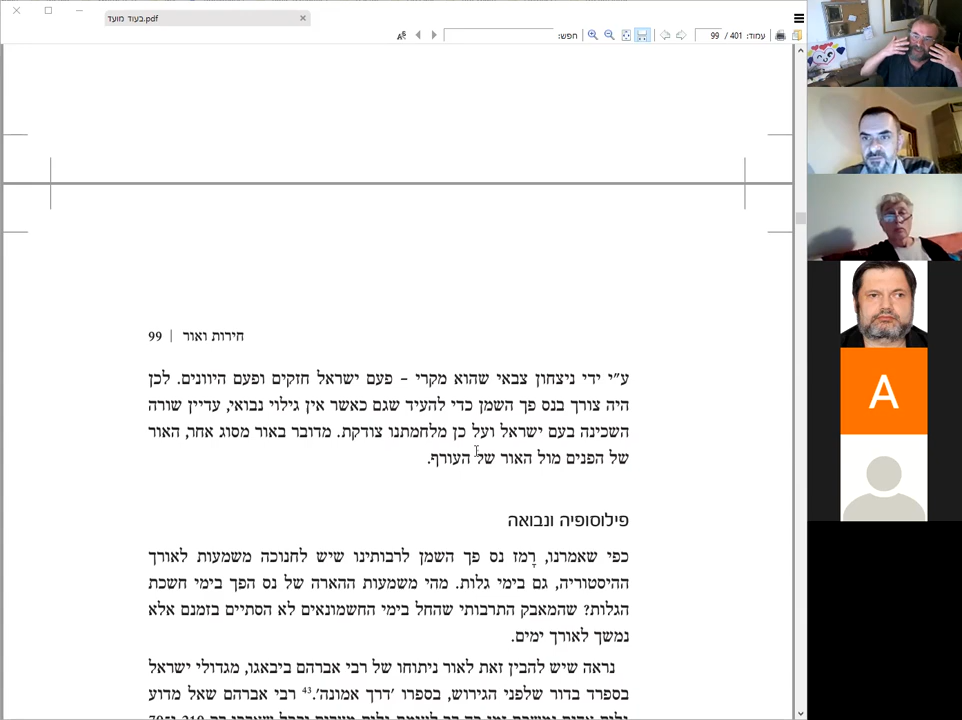 בעוד מועד.pdf
עמוד: 99 / 401
חפש:
חירות ואור | 99
ע"י ידי ניצחון צבאי שהוא מקרי – פעם ישראל חזקים ופעם היוונים. לכן
היה צורך בנס פך השמן כדי להעיד שגם כאשר אין גילוי נבואי, עדיין שורה
השכינה בעם ישראל ועל כן מלחמתנו צודקת. מדובר באור מסוג אחר, האור
של הפנים מול האור של העורף.
פילוסופיה ונבואה
כפי שאמרנו, רָמז נס פך השמן לרבותינו שיש לחנוכה משמעות לאורך
ההיסטוריה, גם בימי גלות. מהי משמעות ההארה של נס הפך בימי חשכת
הגלות? שהמאבק התרבותי שהחל בימי החשמונאים לא הסתיים בזמנם אלא
נמשך לאורך ימים.
נראה שיש להבין זאת לאור ניתוחו של רבי אברהם ביבאגו, מגדולי ישראל
בספרד בדור שלפני הגירוש, בספרו 'דרך אמונה'.43 רבי אברהם שאל מדוע
A